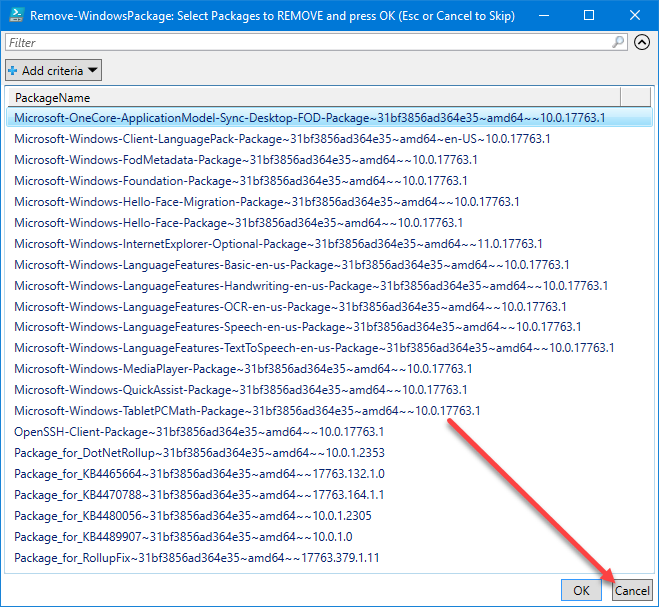 Remove-WindowsPackage: Select Packages to REMOVE and press OK (Esc or Cancel to Skip)
Filter
Add criteria
PackageName
Microsoft-OneCore-ApplicationModel-Sync-Desktop-FOD-Package~31bf3856ad364e35~amd64~~10.0.17763.1
Microsoft-Windows-Client-LanguagePack-Package~31bf3856ad364e35~amd64~en-US~10.0.17763.1
Microsoft-Windows-FodMetadata-Package~31bf3856ad364e35~amd64~~10.0.17763.1
Microsoft-Windows-Foundation-Package~31bf3856ad364e35~amd64~~10.0.17763.1
Microsoft-Windows-Hello-Face-Migration-Package~31bf3856ad364e35~amd64~~10.0.17763.1
Microsoft-Windows-Hello-Face-Package~31bf3856ad364e35~amd64~~10.0.17763.1
Microsoft-Windows-InternetExplorer-Optional-Package~31bf3856ad364e35~amd64~~11.0.17763.1
Microsoft-Windows-LanguageFeatures-Basic-en-us-Package~31bf3856ad364e35~amd64~~10.0.17763.1
Microsoft-Windows-LanguageFeatures-Handwriting-en-us-Package~31bf3856ad364e35~amd64~~10.0.17763.1
Microsoft-Windows-LanguageFeatures-OCR-en-us-Package~31bf3856ad364e35~amd64~~10.0.17763.1
Microsoft-Windows-LanguageFeatures-Speech-en-us-Package~31bf3856ad364e35~amd64~~10.0.17763.1
Microsoft-Windows-LanguageFeatures-TextToSpeech-en-us-Package~31bf3856ad364e35~amd64~~10.0.17763.1
Microsoft-Windows-MediaPlayer-Package~31bf3856ad364e35~amd64~~10.0.17763.1
Microsoft-Windows-QuickAssist-Package~31bf3856ad364e35~amd64~~10.0.17763.1
Microsoft-Windows-TabletPCMath-Package~31bf3856ad364e35~amd64~~10.0.17763.1
OpenSSH-Client-Package~31bf3856ad364e35~amd64~~10.0.17763.1
Package_for_DotNetRollup~31bf3856ad364e35~amd64~~10.0.1.2353
Package_for_KB4465664~31bf3856ad364e35~amd64~~17763.132.1.0
Package_for_KB4470788~31bf3856ad364e35~amd64~~17763.164.1.1
Package_for_KB4480056~31bf3856ad364e35~amd64~~10.0.1.2305
Package_for_KB4489907~31bf3856ad364e35~amd64~~10.0.1.0
Package_for_RollupFix~31bf3856ad364e35~amd64~~17763.379.1.11
OK Cancel